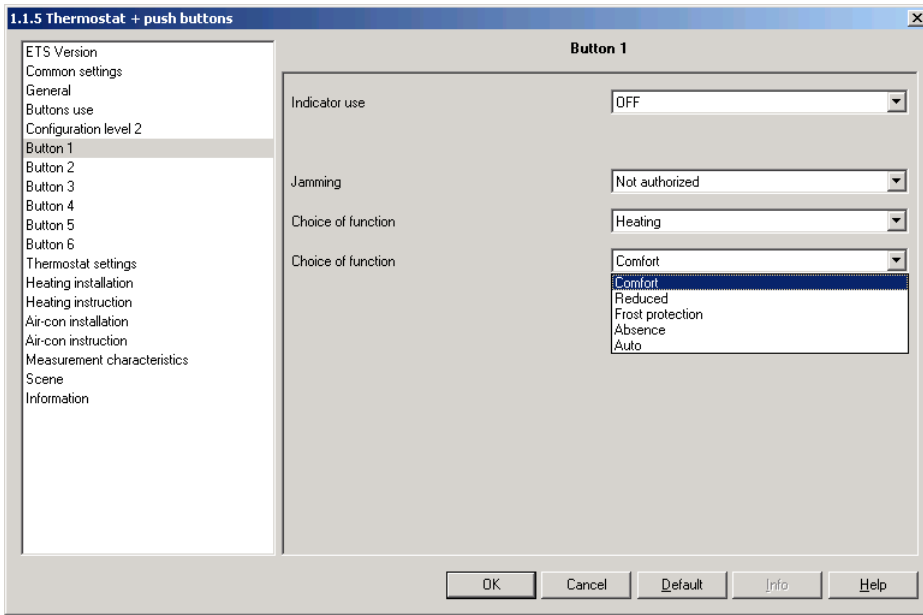 1.1.5 Thermostat + push buttons
ETS Version
Common settings
General
Buttons use
Configuration level 2
Button 1
Button 2
Button 3
Button 4
Button 5
Button 6
Thermostat settings
Heating installation
Heating instruction
Air-con installation
Air-con instruction
Measurement characteristics
Scene
Information
Button 1
Indicator use OFF
Jamming Not authorized
Choice of function Heating
Choice of function Comfort
Comfort
Reduced
Frost protection
Absence
Auto
OK Cancel Default Info Help